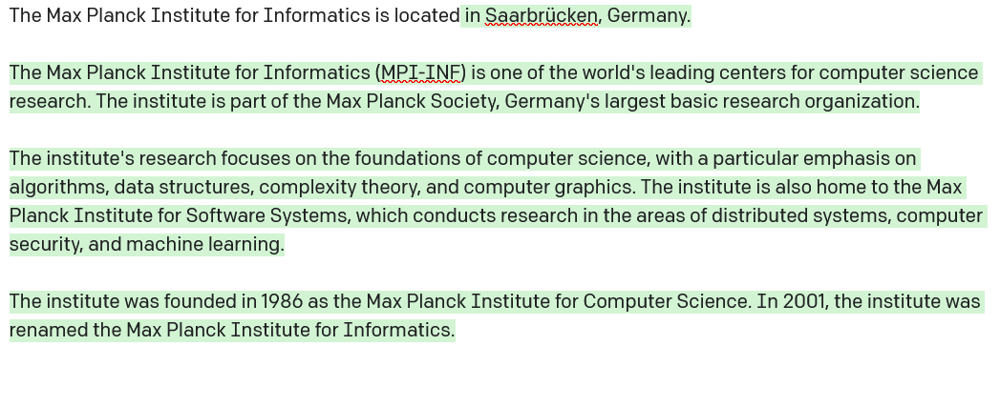 The Max Planck Institute for Informatics is located in Saarbrücken, Germany.
The Max Planck Institute for Informatics (MPI-INF) is one of the world's leading centers for computer science
research. The institute is part of the Max Planck Society, Germany's largest basic research organization.
The institute's research focuses on the foundations of computer science, with a particular emphasis on
algorithms, data structures, complexity theory, and computer graphics. The institute is also home to the Max
Planck Institute for Software Systems, which conducts research in the areas of distributed systems, computer
security, and machine learning.
The institute was founded in 1986 as the Max Planck Institute for Computer Science. In 2001, the institute was
renamed the Max Planck Institute for Informatics.